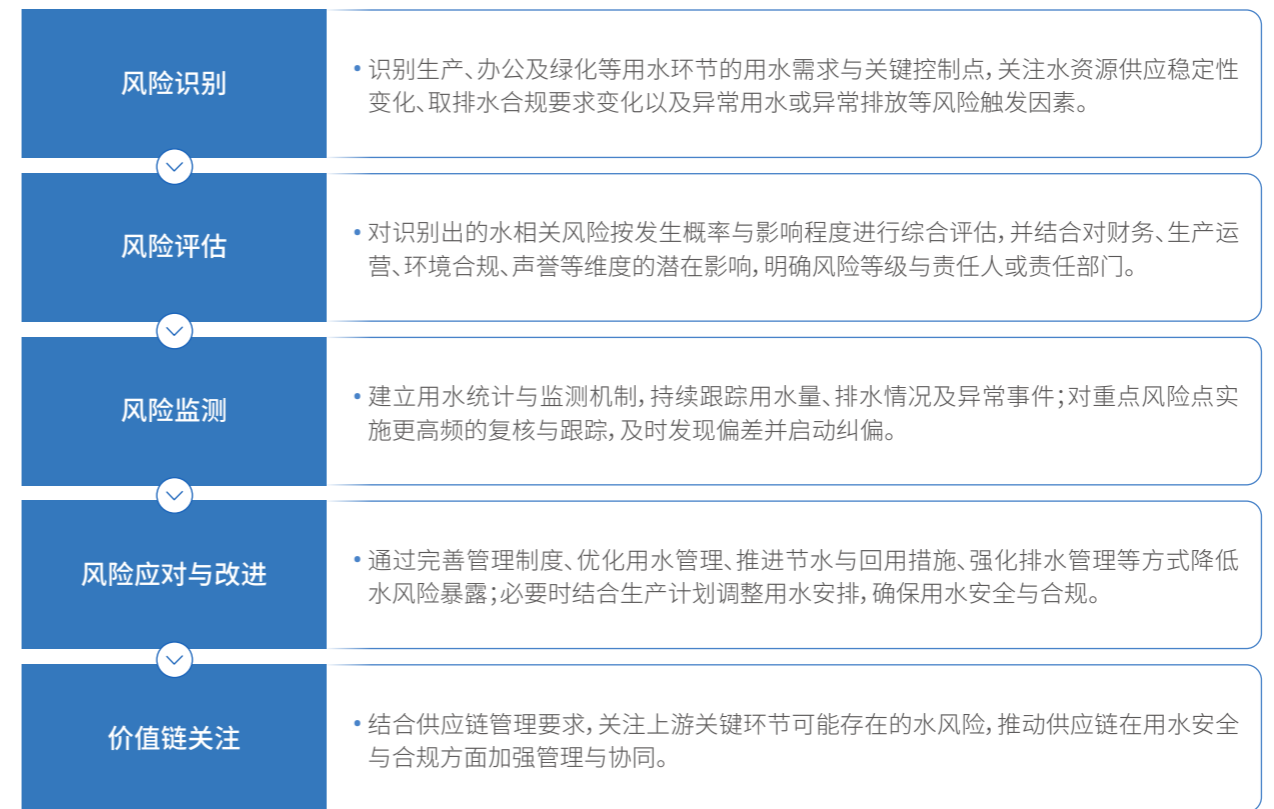 风险识别
• 识别生产、办公及绿化等用水环节的用水需求与关键控制点，关注水资源供应稳定性
变化、取排水合规要求变化以及异常用水或异常排放等风险触发因素。
风险评估
• 对识别出的水相关风险按发生概率与影响程度进行综合评估，并结合对财务、生产运
营、环境合规、声誉等维度的潜在影响，明确风险等级与责任人或责任部门。
风险监测
• 建立用水统计与监测机制，持续跟踪用水量、排水情况及异常事件；对重点风险点实
施更高频的复核与跟踪，及时发现偏差并启动纠偏。
风险应对与改进
• 通过完善管理制度、优化用水管理、推进节水与回用措施、强化排水管理等方式降低
水风险暴露；必要时结合生产计划调整用水安排，确保用水安全与合规。
价值链关注
• 结合供应链管理要求，关注上游关键环节可能存在的水风险，推动供应链在用水安全
与合规方面加强管理与协同。